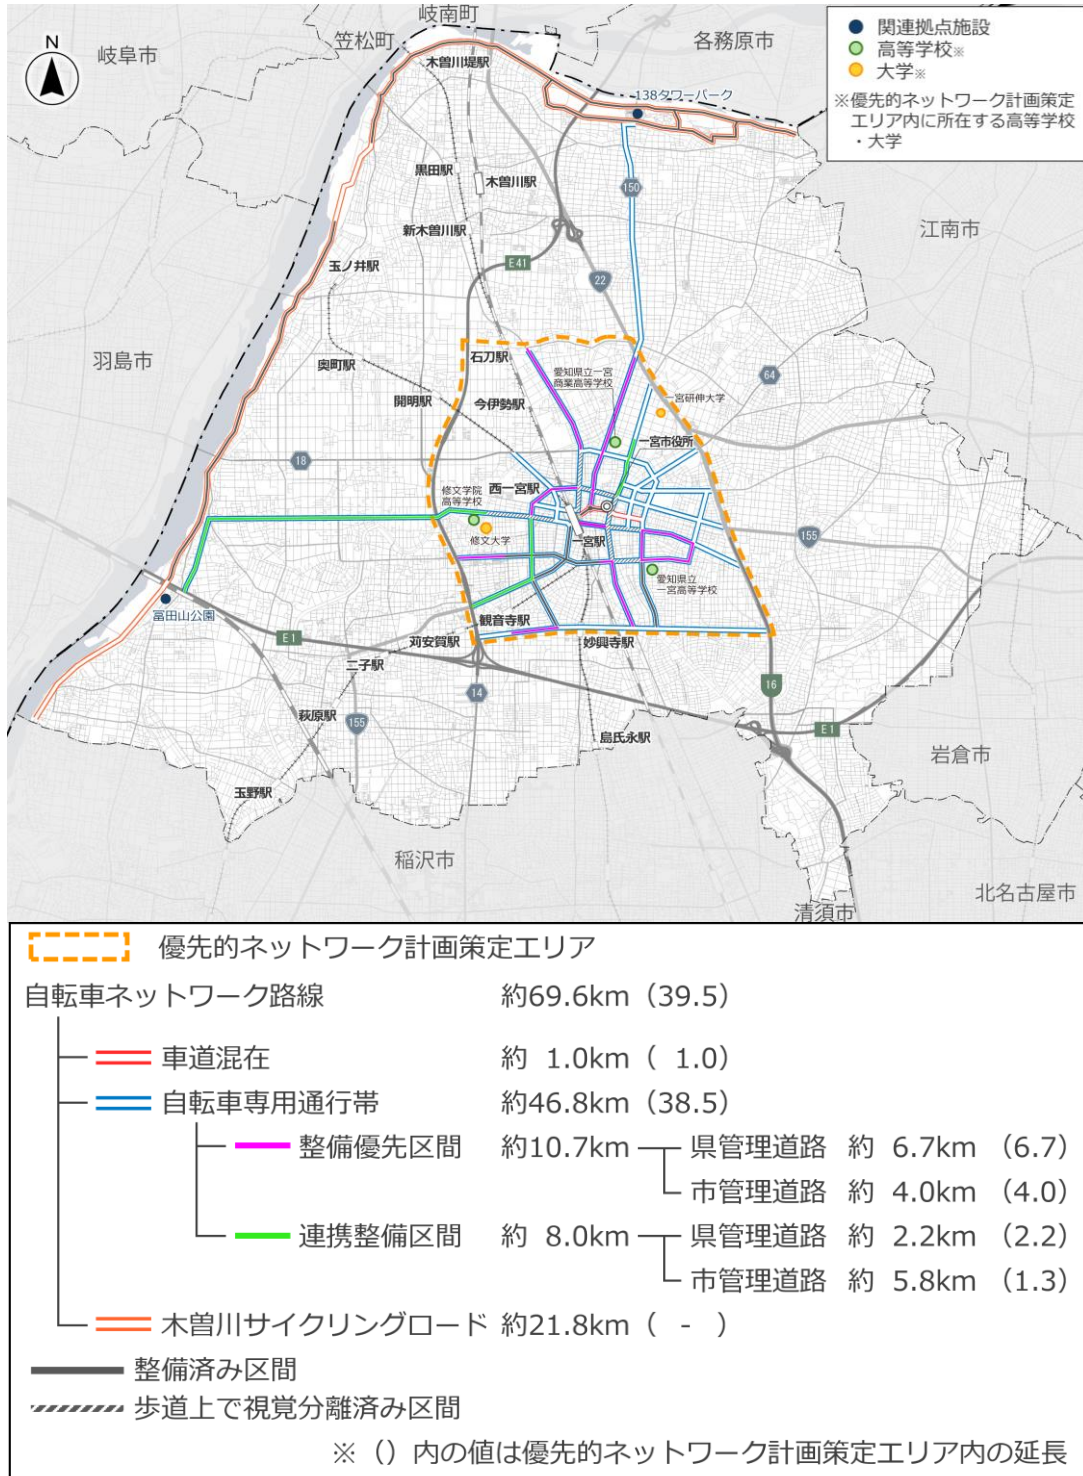 岐南町
笠松町
岐阜市
各務原市
N
木曽川堤駅
138タワーパーク
関連拠点施設
高等学校※
大学※
※優先的ネットワーク計画策定
エリア内に所在する高等学校
・大学
黒田駅
木曽川駅
150
新木曽川駅
江南市
玉ノ井駅
E41
22
羽島市
石刀駅
奥町駅
愛知県立一宮
商業高等学校
64
開明駅
今伊勢駅
一宮研伸大学
一宮市役所
18
西一宮駅
修文学院
高等学校
修文大学
一宮駅
155
愛知県立
一宮高等学校
冨田山公園
観音寺駅
E1
苅安賀駅
妙興寺駅
二子駅
14
16
萩原駅
155
島氏永駅
E1
岩倉市
玉野駅
稲沢市
北名古屋市
清須市
優先的ネットワーク計画策定エリア
自転車ネットワーク路線 約69.6km（39.5）
車道混在 約 1.0km（ 1.0）
自転車専用通行帯 約46.8km（38.5）
整備優先区間 約10.7km 県管理道路 約 6.7km （6.7）
市管理道路 約 4.0km （4.0）
連携整備区間 約 8.0km 県管理道路 約 2.2km （2.2）
市管理道路 約 5.8km （1.3）
木曽川サイクリングロード 約21.8km（ - ）
整備済み区間
歩道上で視覚分離済み区間
※（）内の値は優先的ネットワーク計画策定エリア内の延長